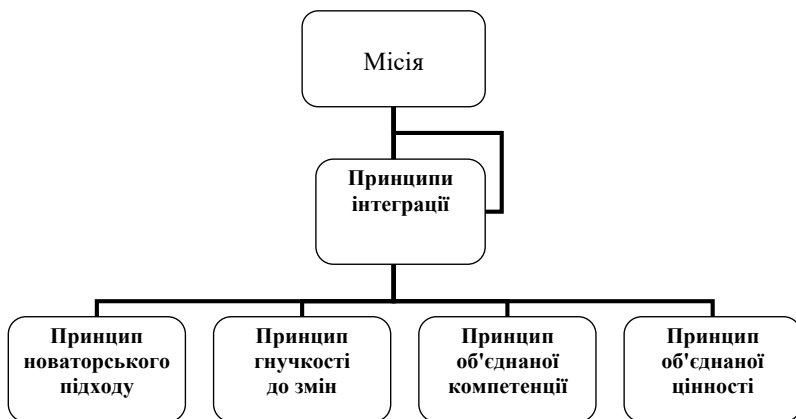 Місія
Принципи
інтеграції
Принцип
новаторського
підходу
Принцип
гнучкості
до змін
Принцип
об'єднаної
компетенції
Принцип
об'єднаної
цінності